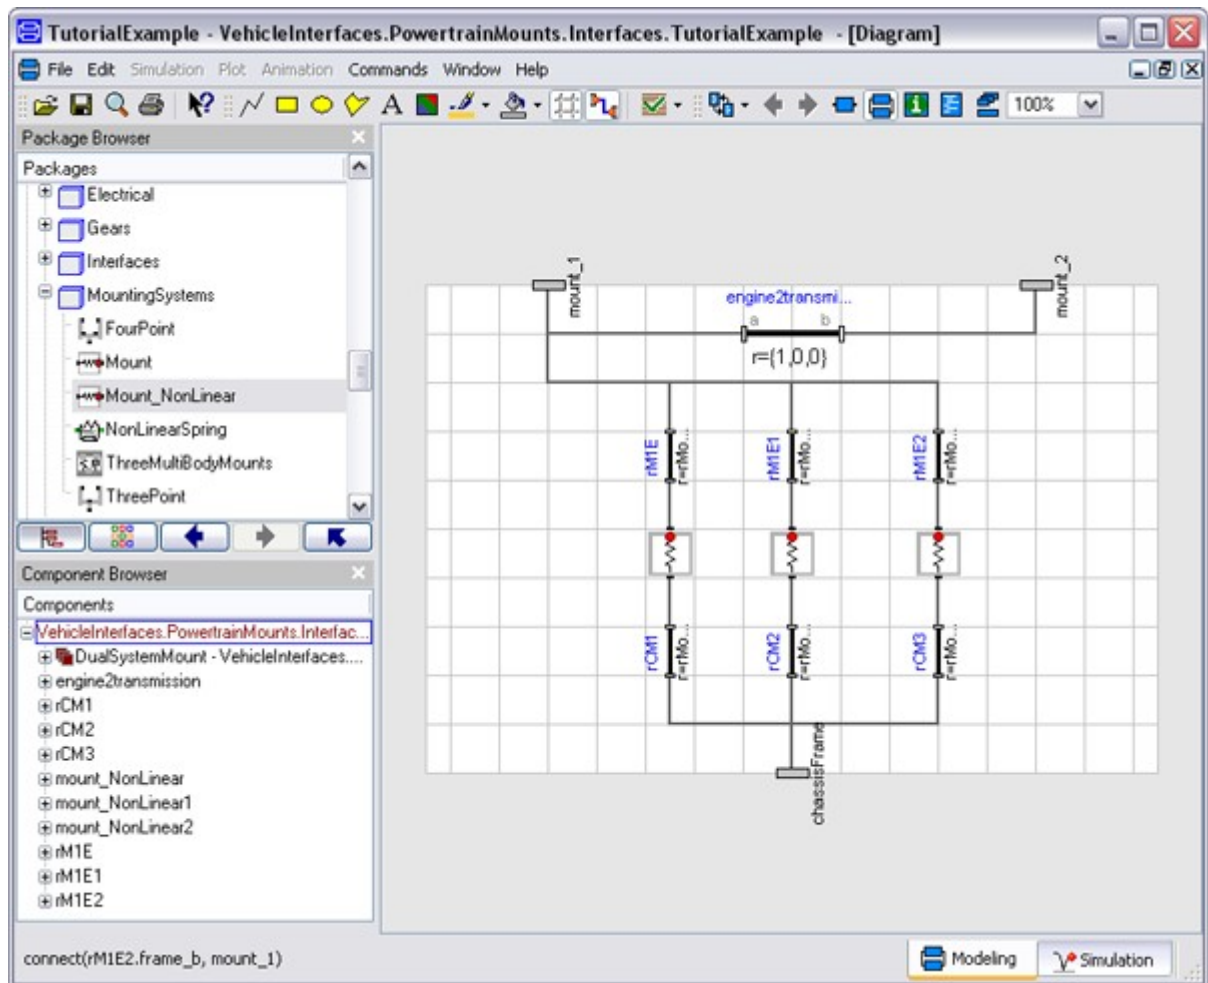 TutorialExample - VehicleInterfaces.PowertrainMounts.Interfaces.TutorialExample - [Diagram]
File Edit Simulation Plot Animation Commands Window Help
A 100%
Package Browser
Packages
Electrical
Gears
Interfaces
MountingSystems
FourPoint
Mount
Mount_NonLinear
NonLinearSpring
ThreeMultiBodyMounts
ThreePoint
Component Browser
Components
VehicleInterfaces.PowertrainMounts.Interfac...
DualSystemMount - VehicleInterfaces....
engine2transmission
rCM1
rCM2
rCM3
mount_NonLinear
mount_NonLinear1
mount_NonLinear2
rM1E
rM1E1
rM1E2
mount_1
mount_2
engine2transmi...
a b
r={1,0,0}
rM1E
r=rMo...
rM1E1
r=rMo...
rM1E2
r=rMo...
rCM1
r=rMo...
rCM2
r=rMo...
rCM3
r=rMo...
chassisFrame
connect(rM1E2.frame_b, mount_1)
Modeling
Simulation